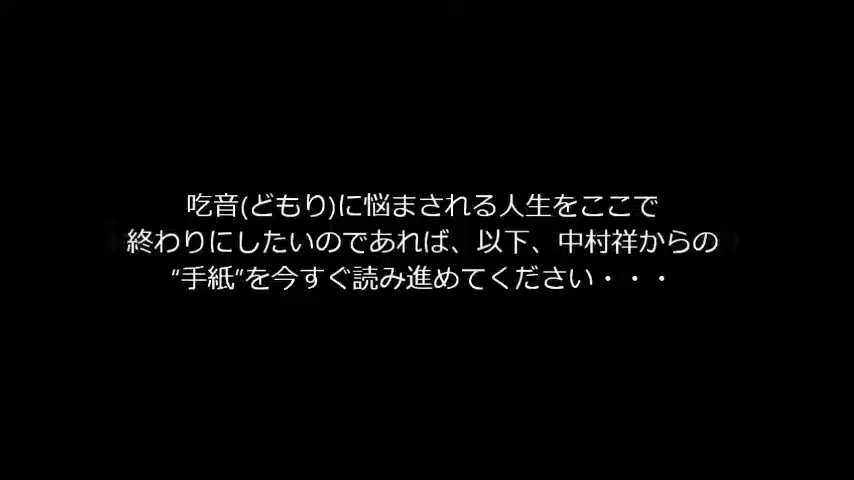 吃音(どもり)に悩まされる人生をここで
終わりにしたいのであれば、以下、中村祥からの
“手紙”を今すぐ読み進めてください・・・